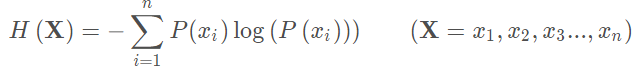 H (X) = − ∑_{i=1}^{n} P(x_i) log (P (x_i)))  (X = x_1, x_2, x_3..., x_n)